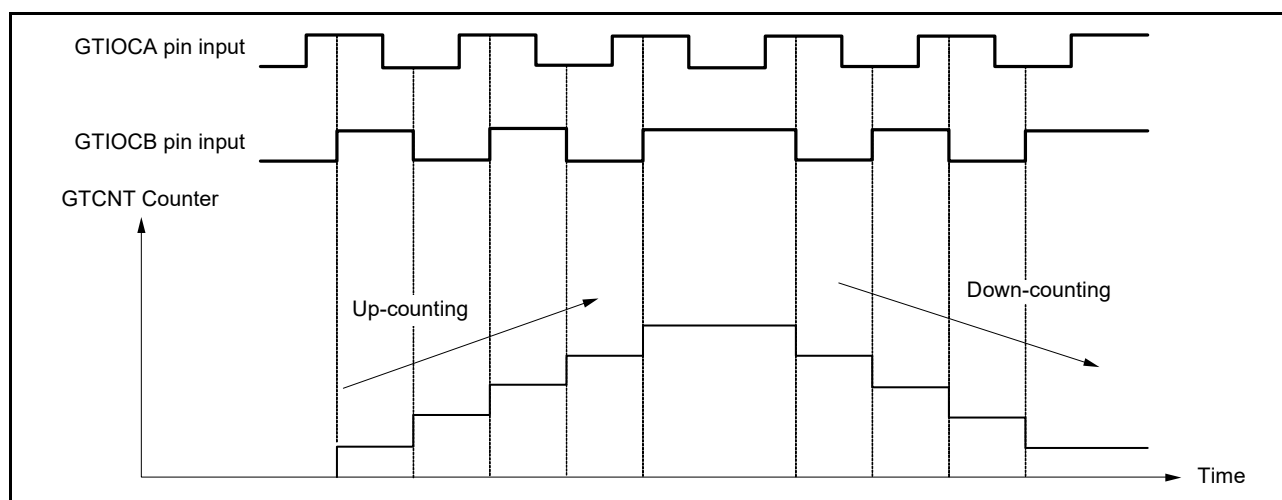 GTIOCA pin input
GTIOCB pin input
GTCNT Counter
Up-counting
Down-counting
Time